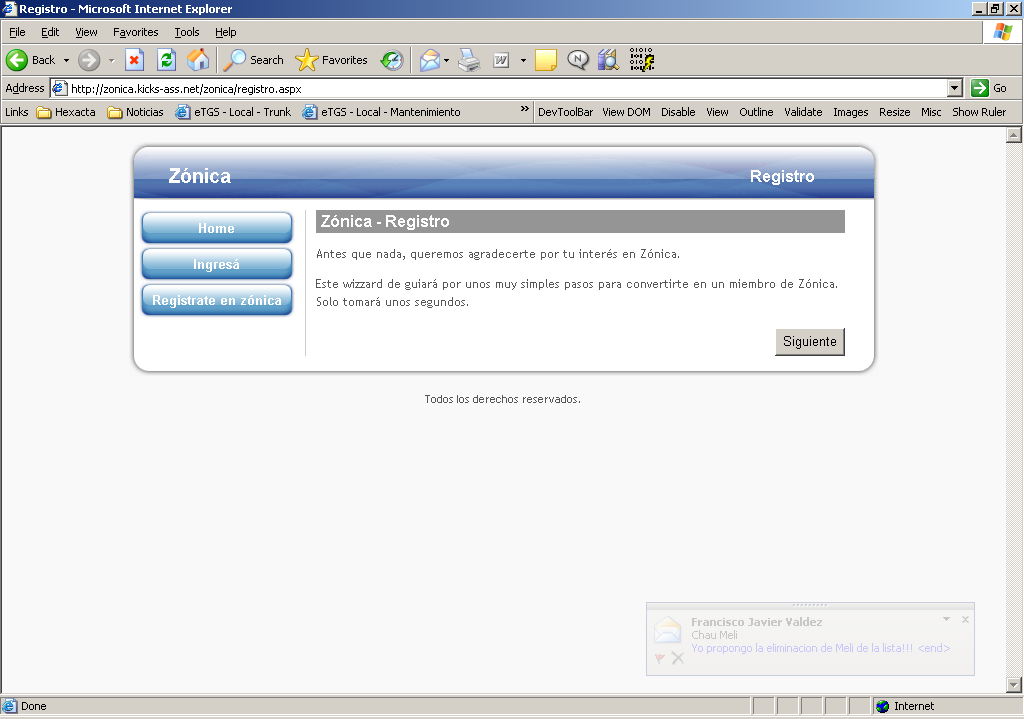 Registro - Microsoft Internet Explorer
File Edit View Favorites Tools Help
Back Search Favorites
Address http://zonica.kicks-ass.net/zonica/registro.aspx Go
Links Hexacta Noticias eTGS - Local - Trunk eTGS - Local - Mantenimiento » DevToolBar View DOM Disable View Outline Validate Images Resize Misc Show Ruler
Zónica Registro
Home
Ingresá
Registrate en zónica
Zónica - Registro
Antes que nada, queremos agradecerte por tu interés en Zónica.
Este wizzard de guiará por unos muy simples pasos para convertirte en un miembro de Zónica.
Solo tomará unos segundos.
Siguiente
Todos los derechos reservados.
Francisco Javier Valdez
Chau Meli
Yo propongo la eliminacion de Meli de la lista!!! <end>
Done Internet